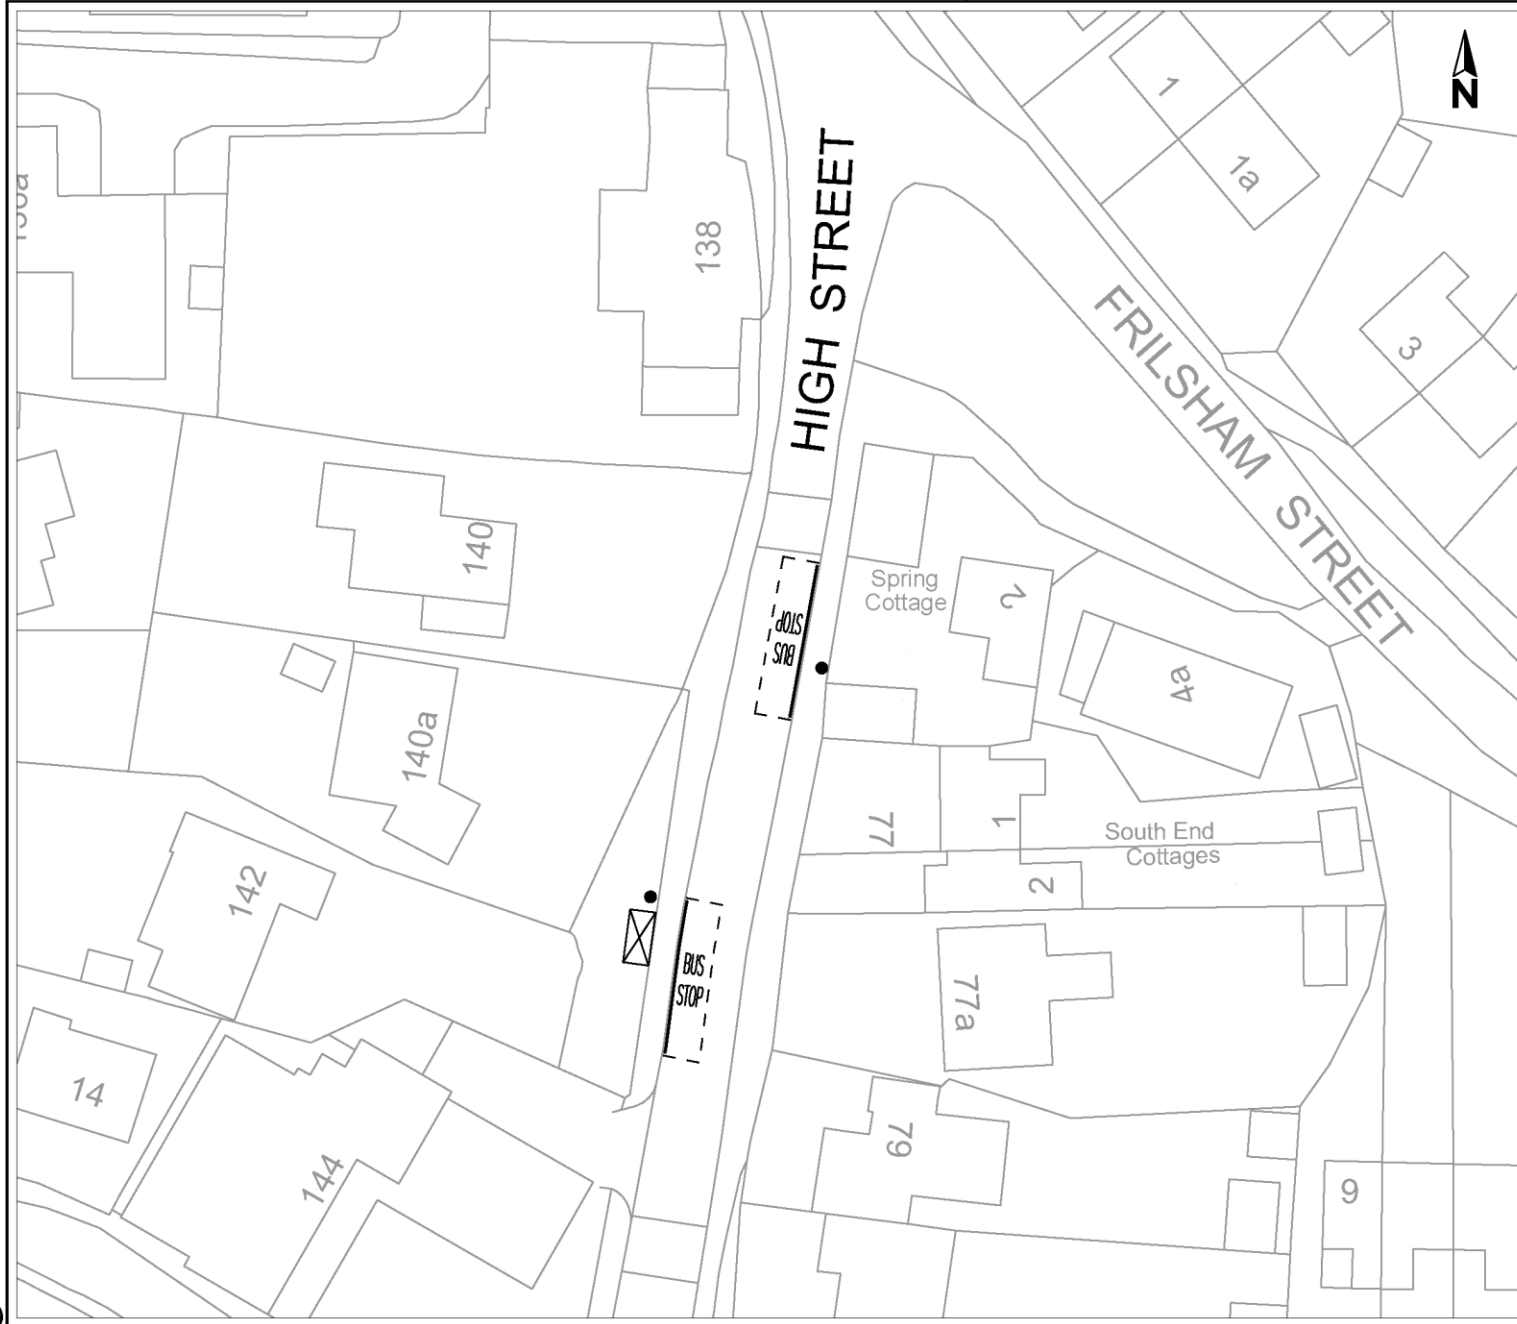 N
1
1a
138
HIGH STREET
3
FRILSHAM STREET
140
Spring
Cottage
2
BUS
STOP
4a
140a
77
1
South End
Cottages
2
142
BUS
STOP
77a
14
79
144
9